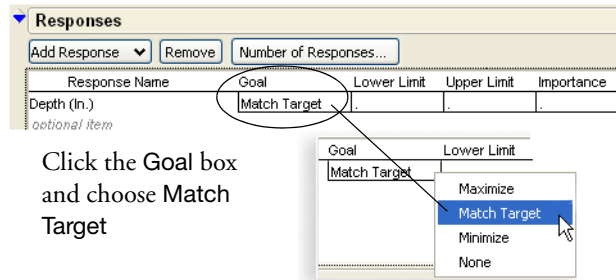 Responses
Add Response Remove Number of Responses...
Response Name Goal Lower Limit Upper Limit Importance
Depth (In.) Match Target . . .
optional item
Click the Goal box
and choose Match
Target
Goal Lower Limit
Match Target
Maximize
Match Target
Minimize
None